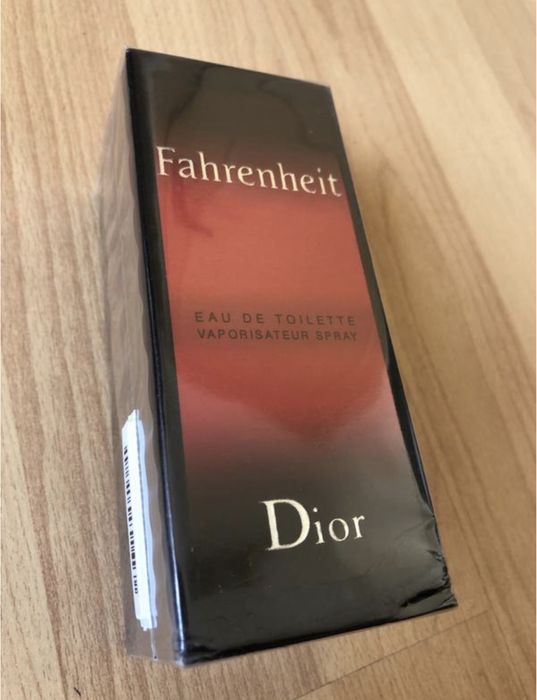 Fahrenheit
EAU DE TOILETTE
VAPORISATEUR SPRAY
Dior